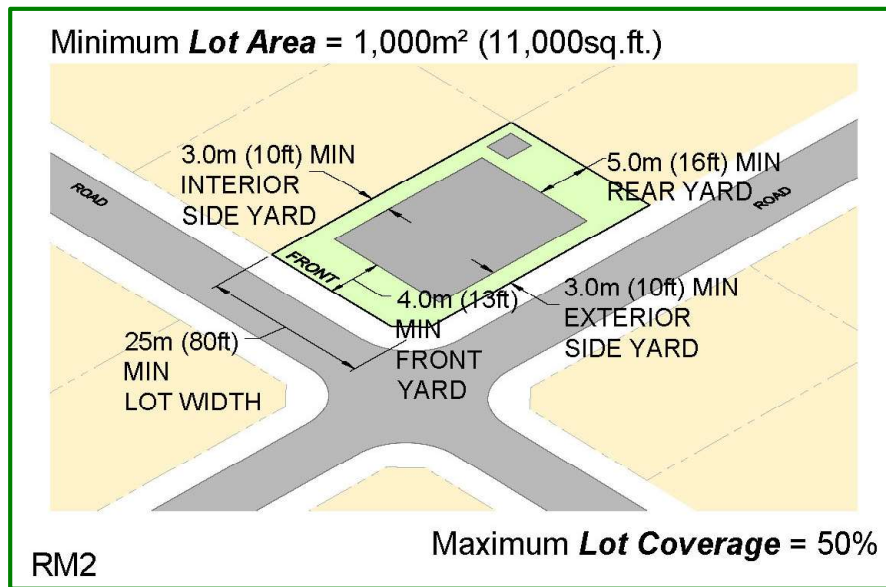 Minimum Lot Area = 1,000m² (11,000sq.ft.)
3.0m (10ft) MIN
INTERIOR
SIDE YARD
5.0m (16ft) MIN
REAR YARD
ROAD
ROAD
FRONT
4.0m (13ft)
MIN
FRONT
YARD
3.0m (10ft) MIN
EXTERIOR
SIDE YARD
25m (80ft)
MIN
LOT WIDTH
Maximum Lot Coverage = 50%
RM2